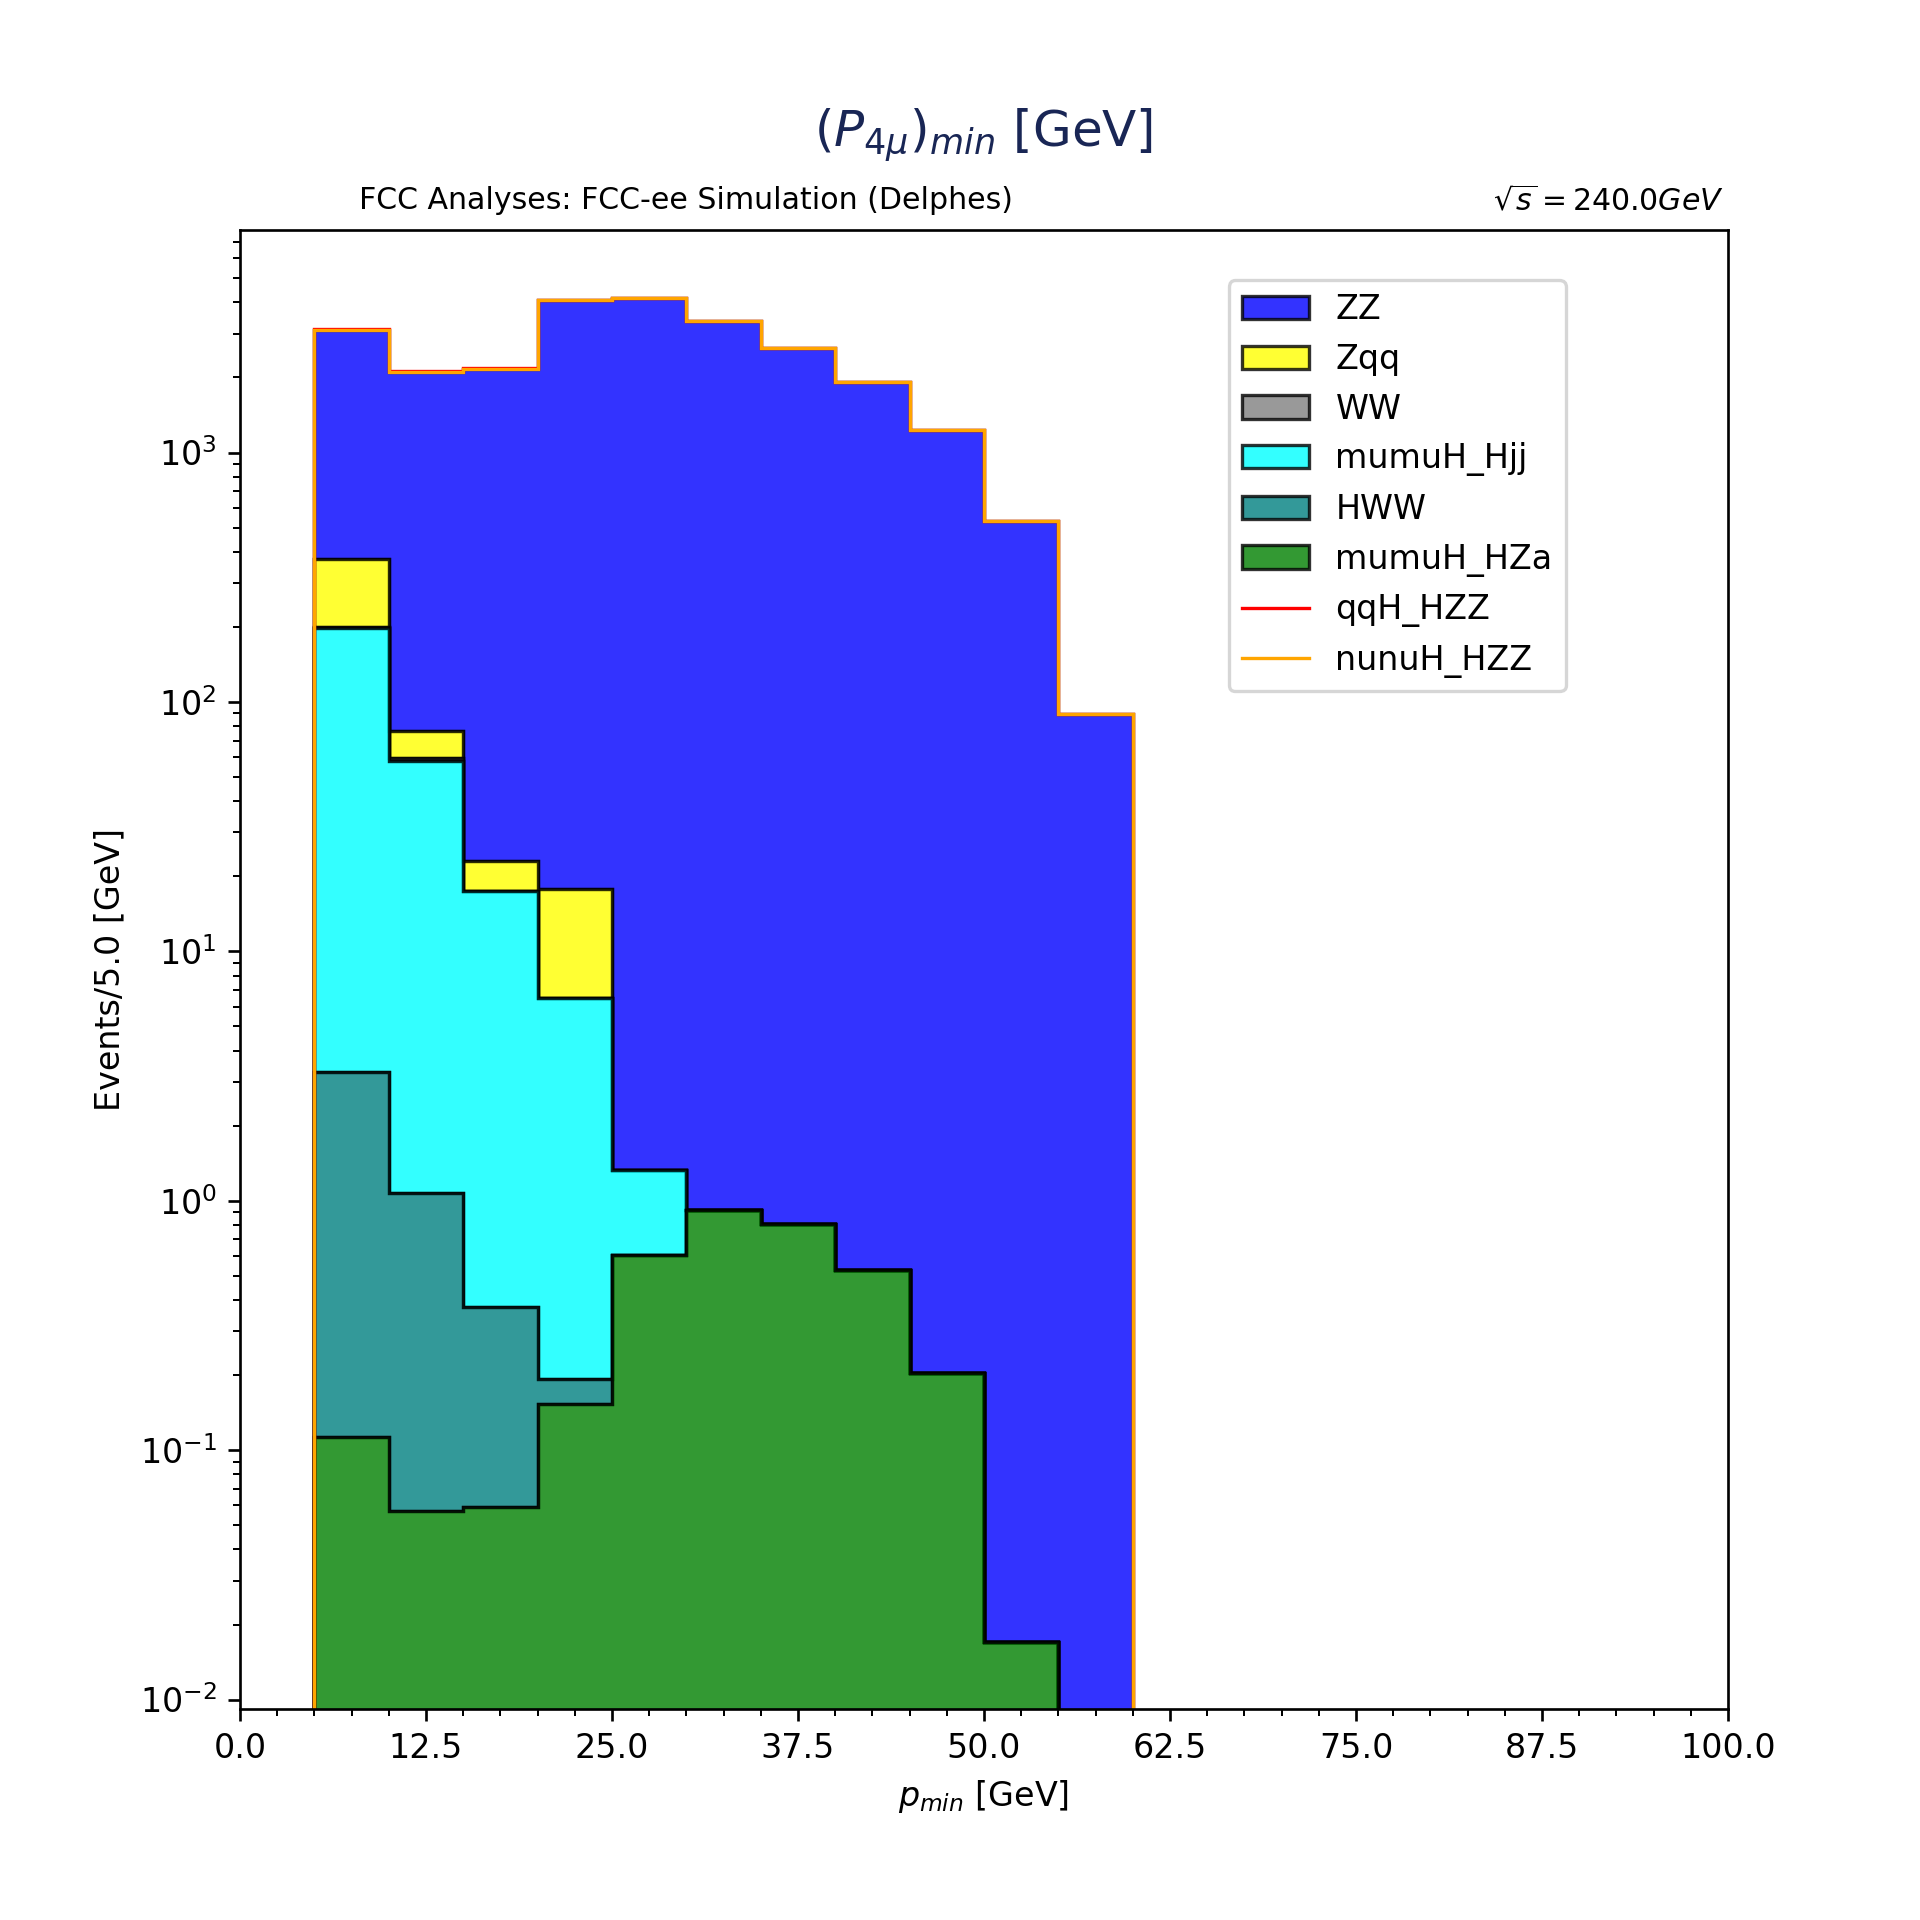 (P₄μ)ₘᵢₙ [GeV]
FCC Analyses: FCC-ee Simulation (Delphes)
√s = 240.0GeV
ZZ
Zqq
WW
mumuH_Hjj
HWW
mumuH_HZa
qqH_HZZ
nunuH_HZZ
Events/5.0 [GeV]
10³
10²
10¹
10⁰
10⁻¹
10⁻²
0.0 12.5 25.0 37.5 50.0 62.5 75.0 87.5 100.0
pₘᵢₙ [GeV]